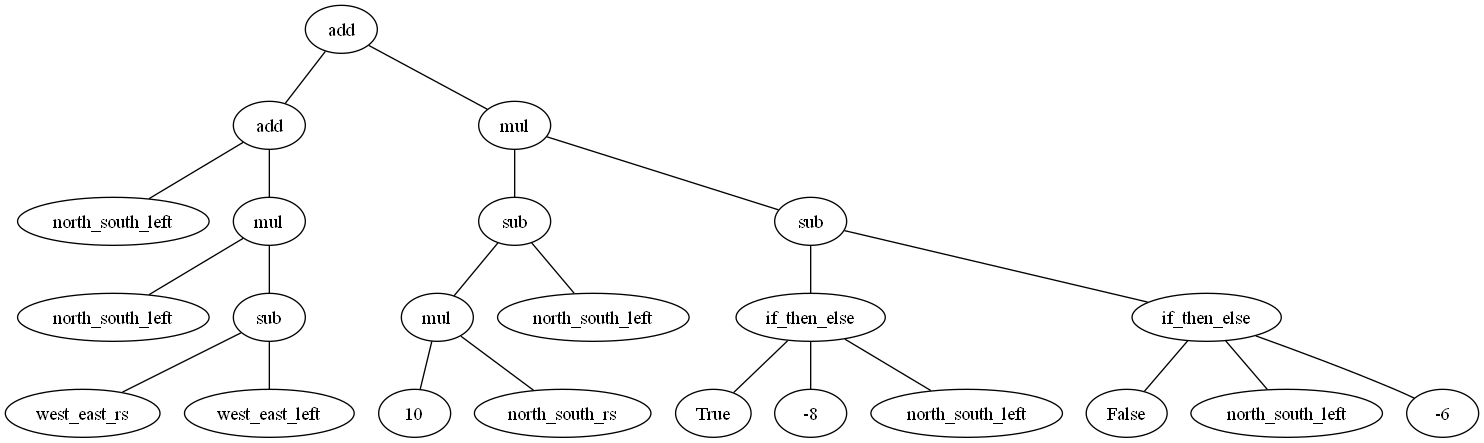 add
add
mul
north_south_left
mul
sub
sub
north_south_left
sub
mul
north_south_left
if_then_else
if_then_else
west_east_rs
west_east_left
10
north_south_rs
True
-8
north_south_left
False
north_south_left
-6